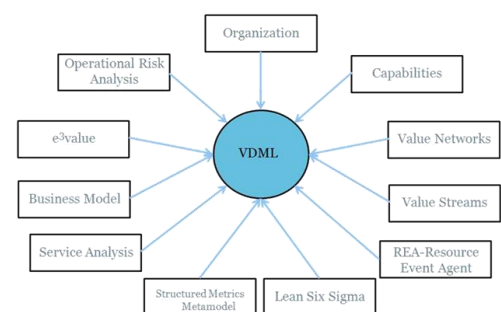 Organization
Operational Risk
Analysis
Capabilities
e³value
VDML
Value Networks
Business Model
Value Streams
Service Analysis
REA-Resource
Event Agent
Structured Metrics
Metamodel
Lean Six Sigma